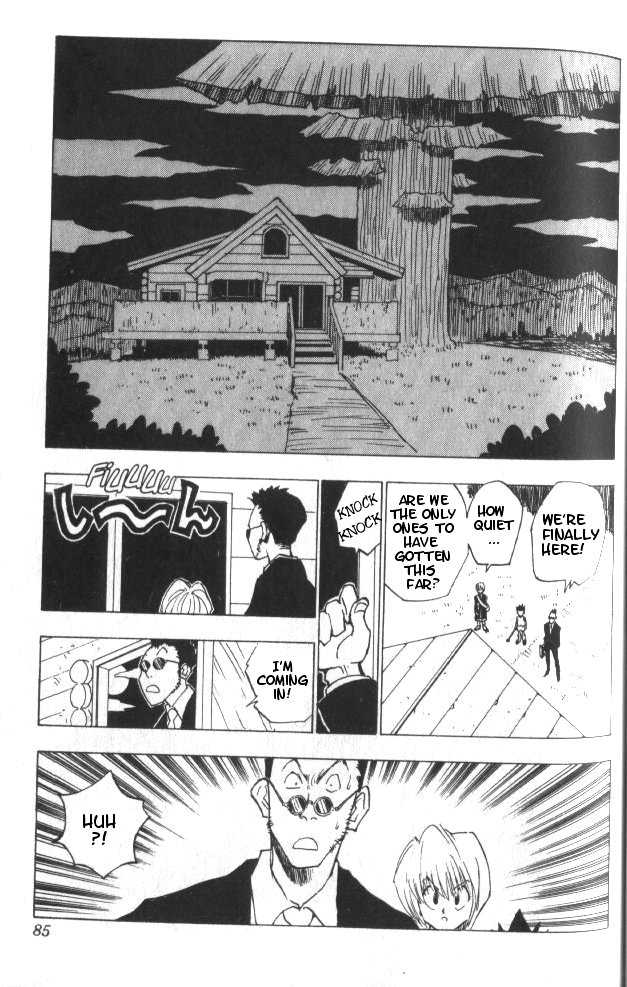 WE'RE
FINALLY
HERE!
HOW
QUIET
...
ARE WE
THE ONLY
ONES TO
HAVE
GOTTEN
THIS
FAR?
KNOCK
KNOCK
Fiuuuu
し〜ん
I'M
COMING
IN!
HUH
?!
85